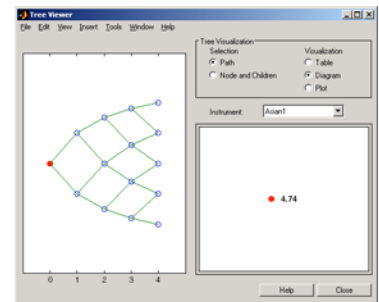 Tree Viewer
File Edit View Insert Tools Window Help
Tree Visualization
Selection Visualization
Path Table
Node and Children Diagram
Plot
Instrument: Asian1
4.74
0 1 2 3 4
Help Close